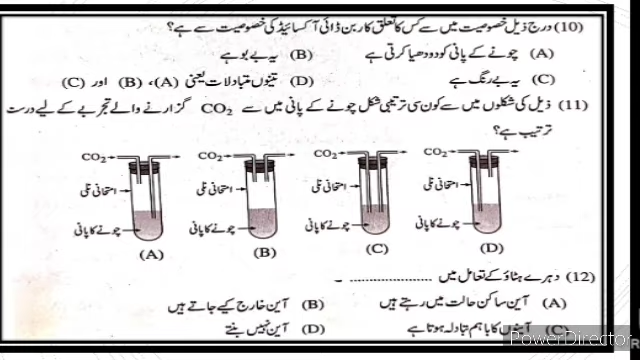 (10) درج ذیل خصوصیت میں سے کس کا تعلق کاربن ڈائی آکسائیڈ کی خصوصیت سے ہے؟
(A) چونے کے پانی کو دودھیا کرتی ہے (B) یہ بے بو ہے
(C) یہ بے رنگ ہے (D) تینوں متبادلات یعنی (A)، (B) اور (C)
(11) ذیل کی شکلوں میں سے کون سی ترتیبی شکل چونے کے پانی میں سے CO2 گزارنے والے تجربے کے لیے درست
ترتیب ہے؟
CO2 CO2 CO2 CO2
امتحانی نلی امتحانی نلی امتحانی نلی امتحانی نلی
چونے کا پانی چونے کا پانی چونے کا پانی چونے کا پانی
(A) (B) (C) (D)
(12) دہرے ہٹاؤ کے تعامل میں .................... ۔
(A) آین ساکن حالت میں رہتے ہیں (B) آین خارج کیے جاتے ہیں
(C) آینوں کا باہم تبادلہ ہوتا ہے (D) آین نہیں بنتے
PowerDirector